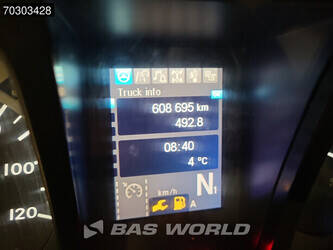 70303428
Truck info
608 695 km
492.8
08:40
4 °C
km/h
N1
A
100
120
BAS WORLD